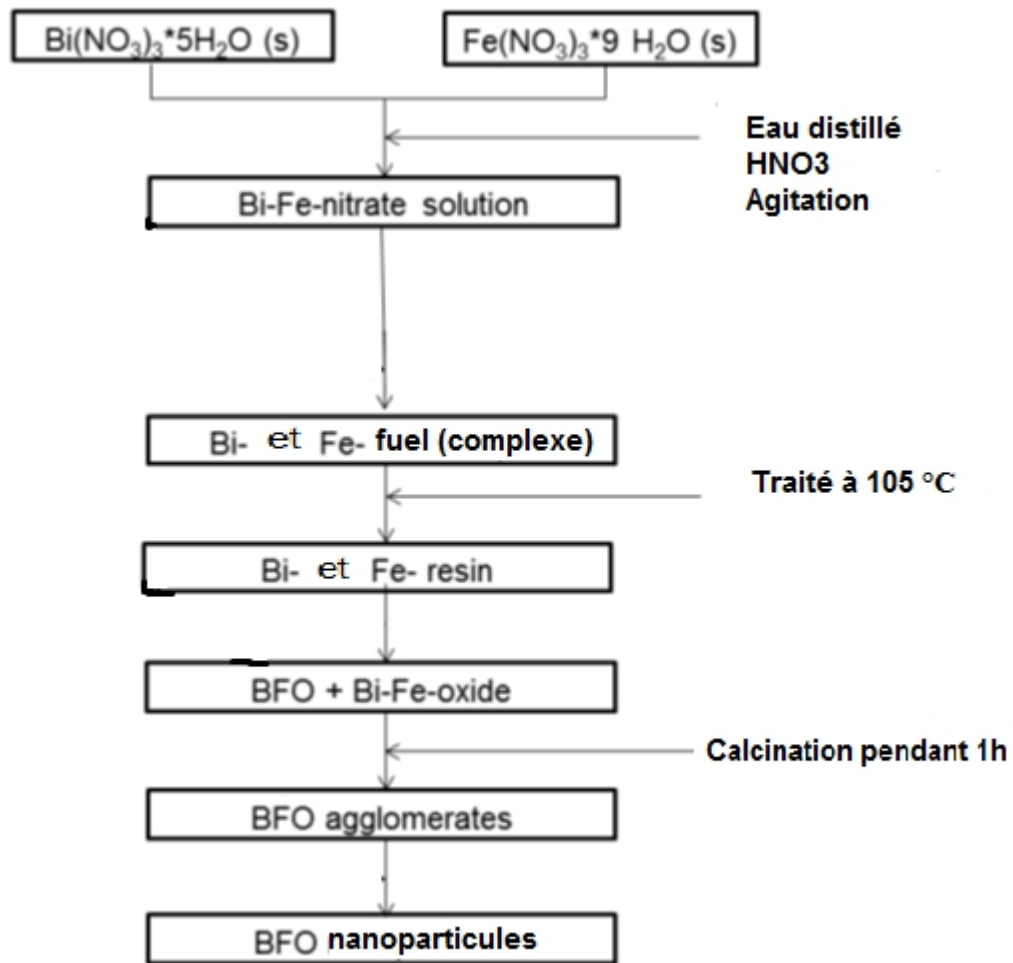 Bi(NO₃)₃*5H₂O (s)
Fe(NO₃)₃*9 H₂O (s)
Eau distillé
HNO3
Agitation
Bi-Fe-nitrate solution
Bi- et Fe- fuel (complexe)
Traité à 105 °C
Bi- et Fe- resin
BFO + Bi-Fe-oxide
Calcination pendant 1h
BFO agglomerates
BFO nanoparticules